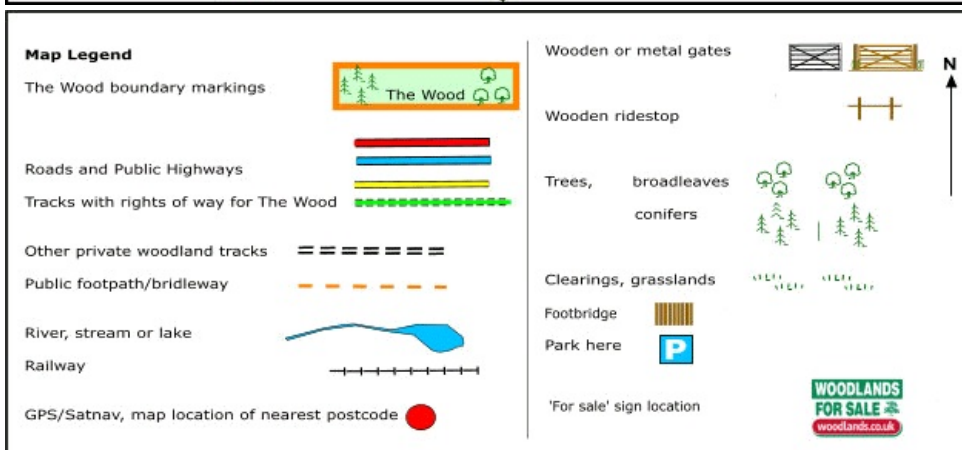 Map Legend
The Wood boundary markings
The Wood
Roads and Public Highways
Tracks with rights of way for The Wood
Other private woodland tracks
Public footpath/bridleway
River, stream or lake
Railway
GPS/Satnav, map location of nearest postcode
Wooden or metal gates
N
Wooden ridestop
Trees, broadleaves
conifers
Clearings, grasslands
Footbridge
Park here
P
'For sale' sign location
WOODLANDS
FOR SALE
woodlands.co.uk